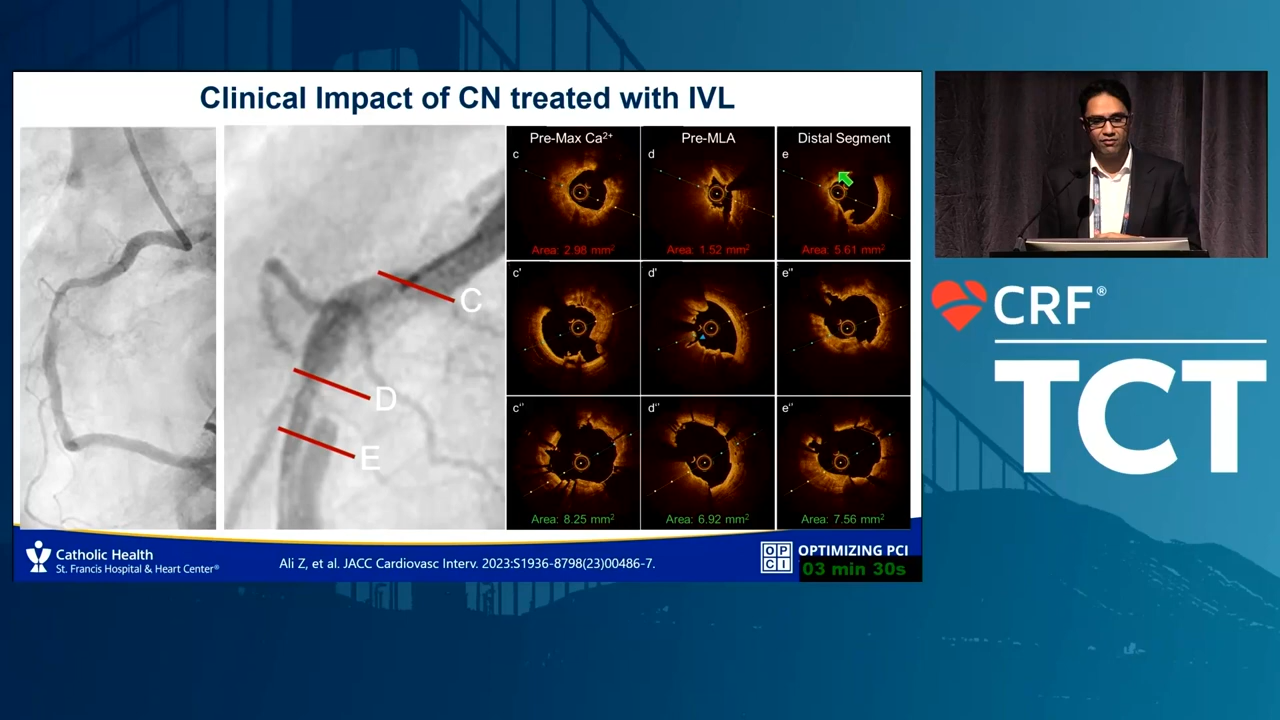 Clinical Impact of CN treated with IVL
C
D
E
Pre-Max Ca²⁺
Pre-MLA
Distal Segment
c
d
e
Area: 2.98 mm²
Area: 1.52 mm²
Area: 5.61 mm²
c'
d'
e"
c"
d"
e"
Area: 8.25 mm²
Area: 6.92 mm²
Area: 7.56 mm²
Catholic Health
St. Francis Hospital & Heart Center®
Ali Z, et al. JACC Cardiovasc Interv. 2023:S1936-8798(23)00486-7.
OP
CI
OPTIMIZING PCI
03 min 30s
CRF®
TCT